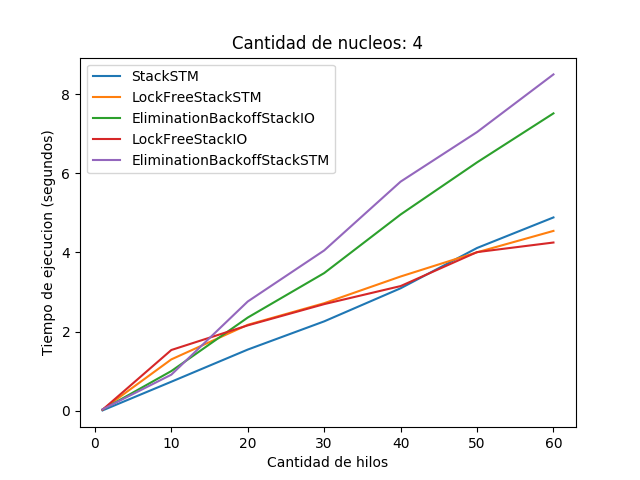 Cantidad de nucleos: 4
StackSTM
LockFreeStackSTM
EliminationBackoffStackIO
LockFreeStackIO
EliminationBackoffStackSTM
Tiempo de ejecucion (segundos)
8
6
4
2
0
0 10 20 30 40 50 60
Cantidad de hilos